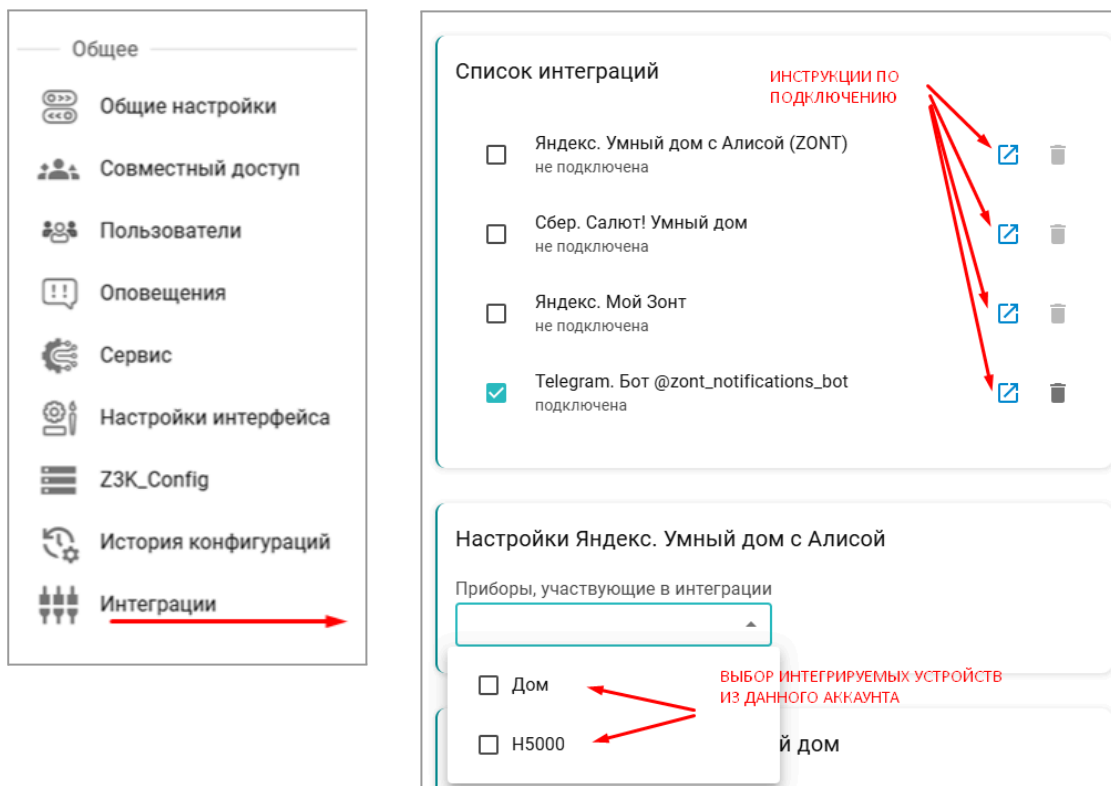 Общее
Общие настройки
Совместный доступ
Пользователи
Оповещения
Сервис
Настройки интерфейса
Z3K_Config
История конфигураций
Интеграции
Список интеграций
ИНСТРУКЦИИ ПО
ПОДКЛЮЧЕНИЮ
Яндекс. Умный дом с Алисой (ZONT)
не подключена
Сбер. Салют! Умный дом
не подключена
Яндекс. Мой Зонт
не подключена
Telegram. Бот @zont_notifications_bot
подключена
Настройки Яндекс. Умный дом с Алисой
Приборы, участвующие в интеграции
Дом
H5000
ВЫБОР ИНТЕГРИРУЕМЫХ УСТРОЙСТВ
ИЗ ДАННОГО АККАУНТА
й дом